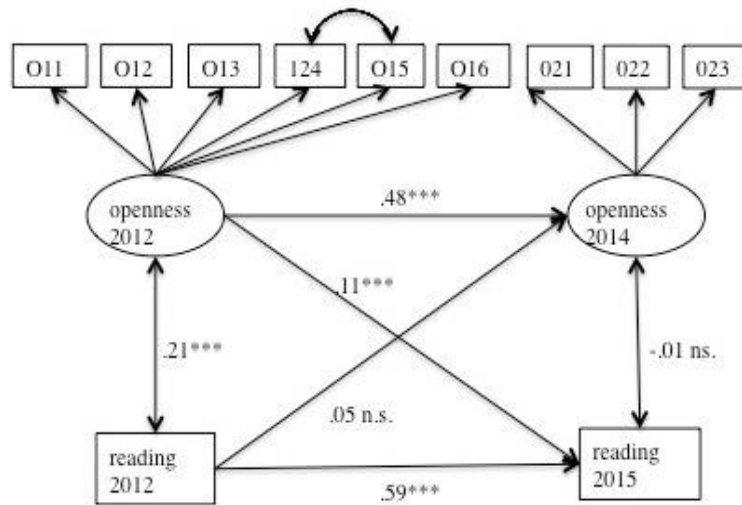 O11 O12 O13 124 O15 O16 021 022 023
openness
2012
.48***
openness
2014
.11***
.21***
-.01 ns.
.05 n.s.
reading
2012
reading
2015
.59***